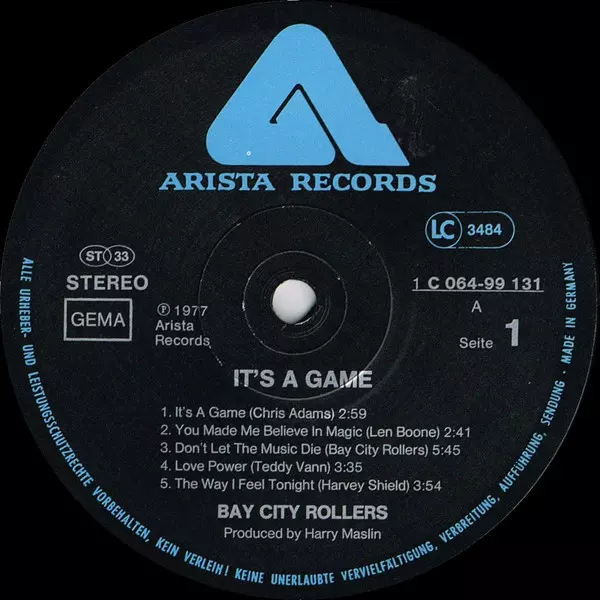 ARISTA RECORDS
ST 33
STEREO
GEMA
℗ 1977
Arista
Records
LC 3484
1 C 064-99 131
A
Seite 1
IT'S A GAME
1. It's A Game (Chris Adams) 2:59
2. You Made Me Believe In Magic (Len Boone) 2:41
3. Don't Let The Music Die (Bay City Rollers) 5:45
4. Love Power (Teddy Vann) 3:35
5. The Way I Feel Tonight (Harvey Shield) 3:54
BAY CITY ROLLERS
Produced by Harry Maslin
ALLE URHEBER- UND LEISTUNGSSCHUTZRECHTE VORBEHALTEN, KEIN VERLEIH! KEINE UNERLAUBTE VERVIELFÄLTIGUNG, VERBREITUNG, AUFFÜHRUNG, SENDUNG · MADE IN GERMANY